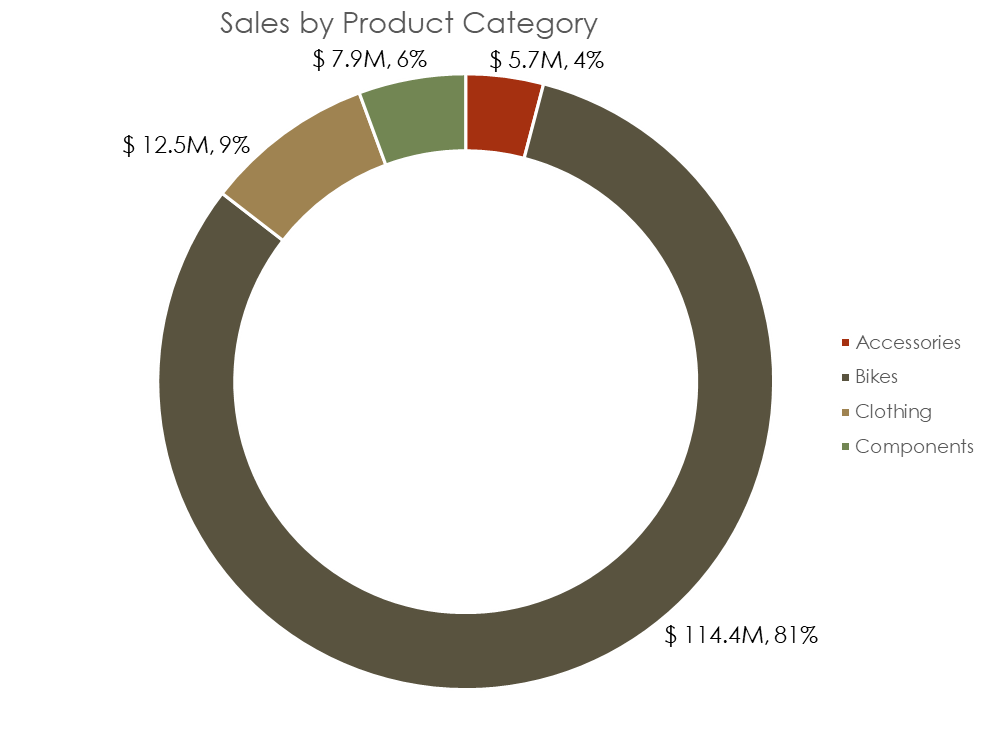 Sales by Product Category
$ 7.9M, 6%
$ 5.7M, 4%
$ 12.5M, 9%
Accessories
Bikes
Clothing
Components
$ 114.4M, 81%